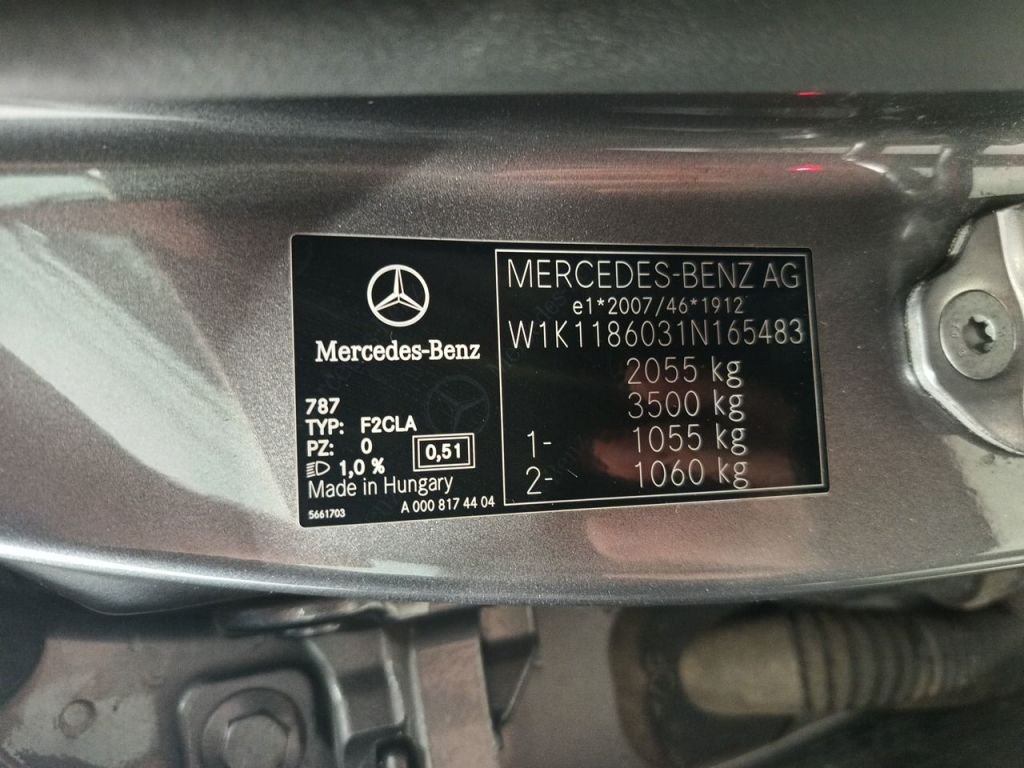 Mercedes-Benz
787
TYP: F2CLA
PZ: 0
1,0 %
0,51
Made in Hungary
5661703
A 000 817 44 04
MERCEDES-BENZ AG
e1*2007/46*1912
W1K1186031N165483
2055 kg
3500 kg
1- 1055 kg
2- 1060 kg